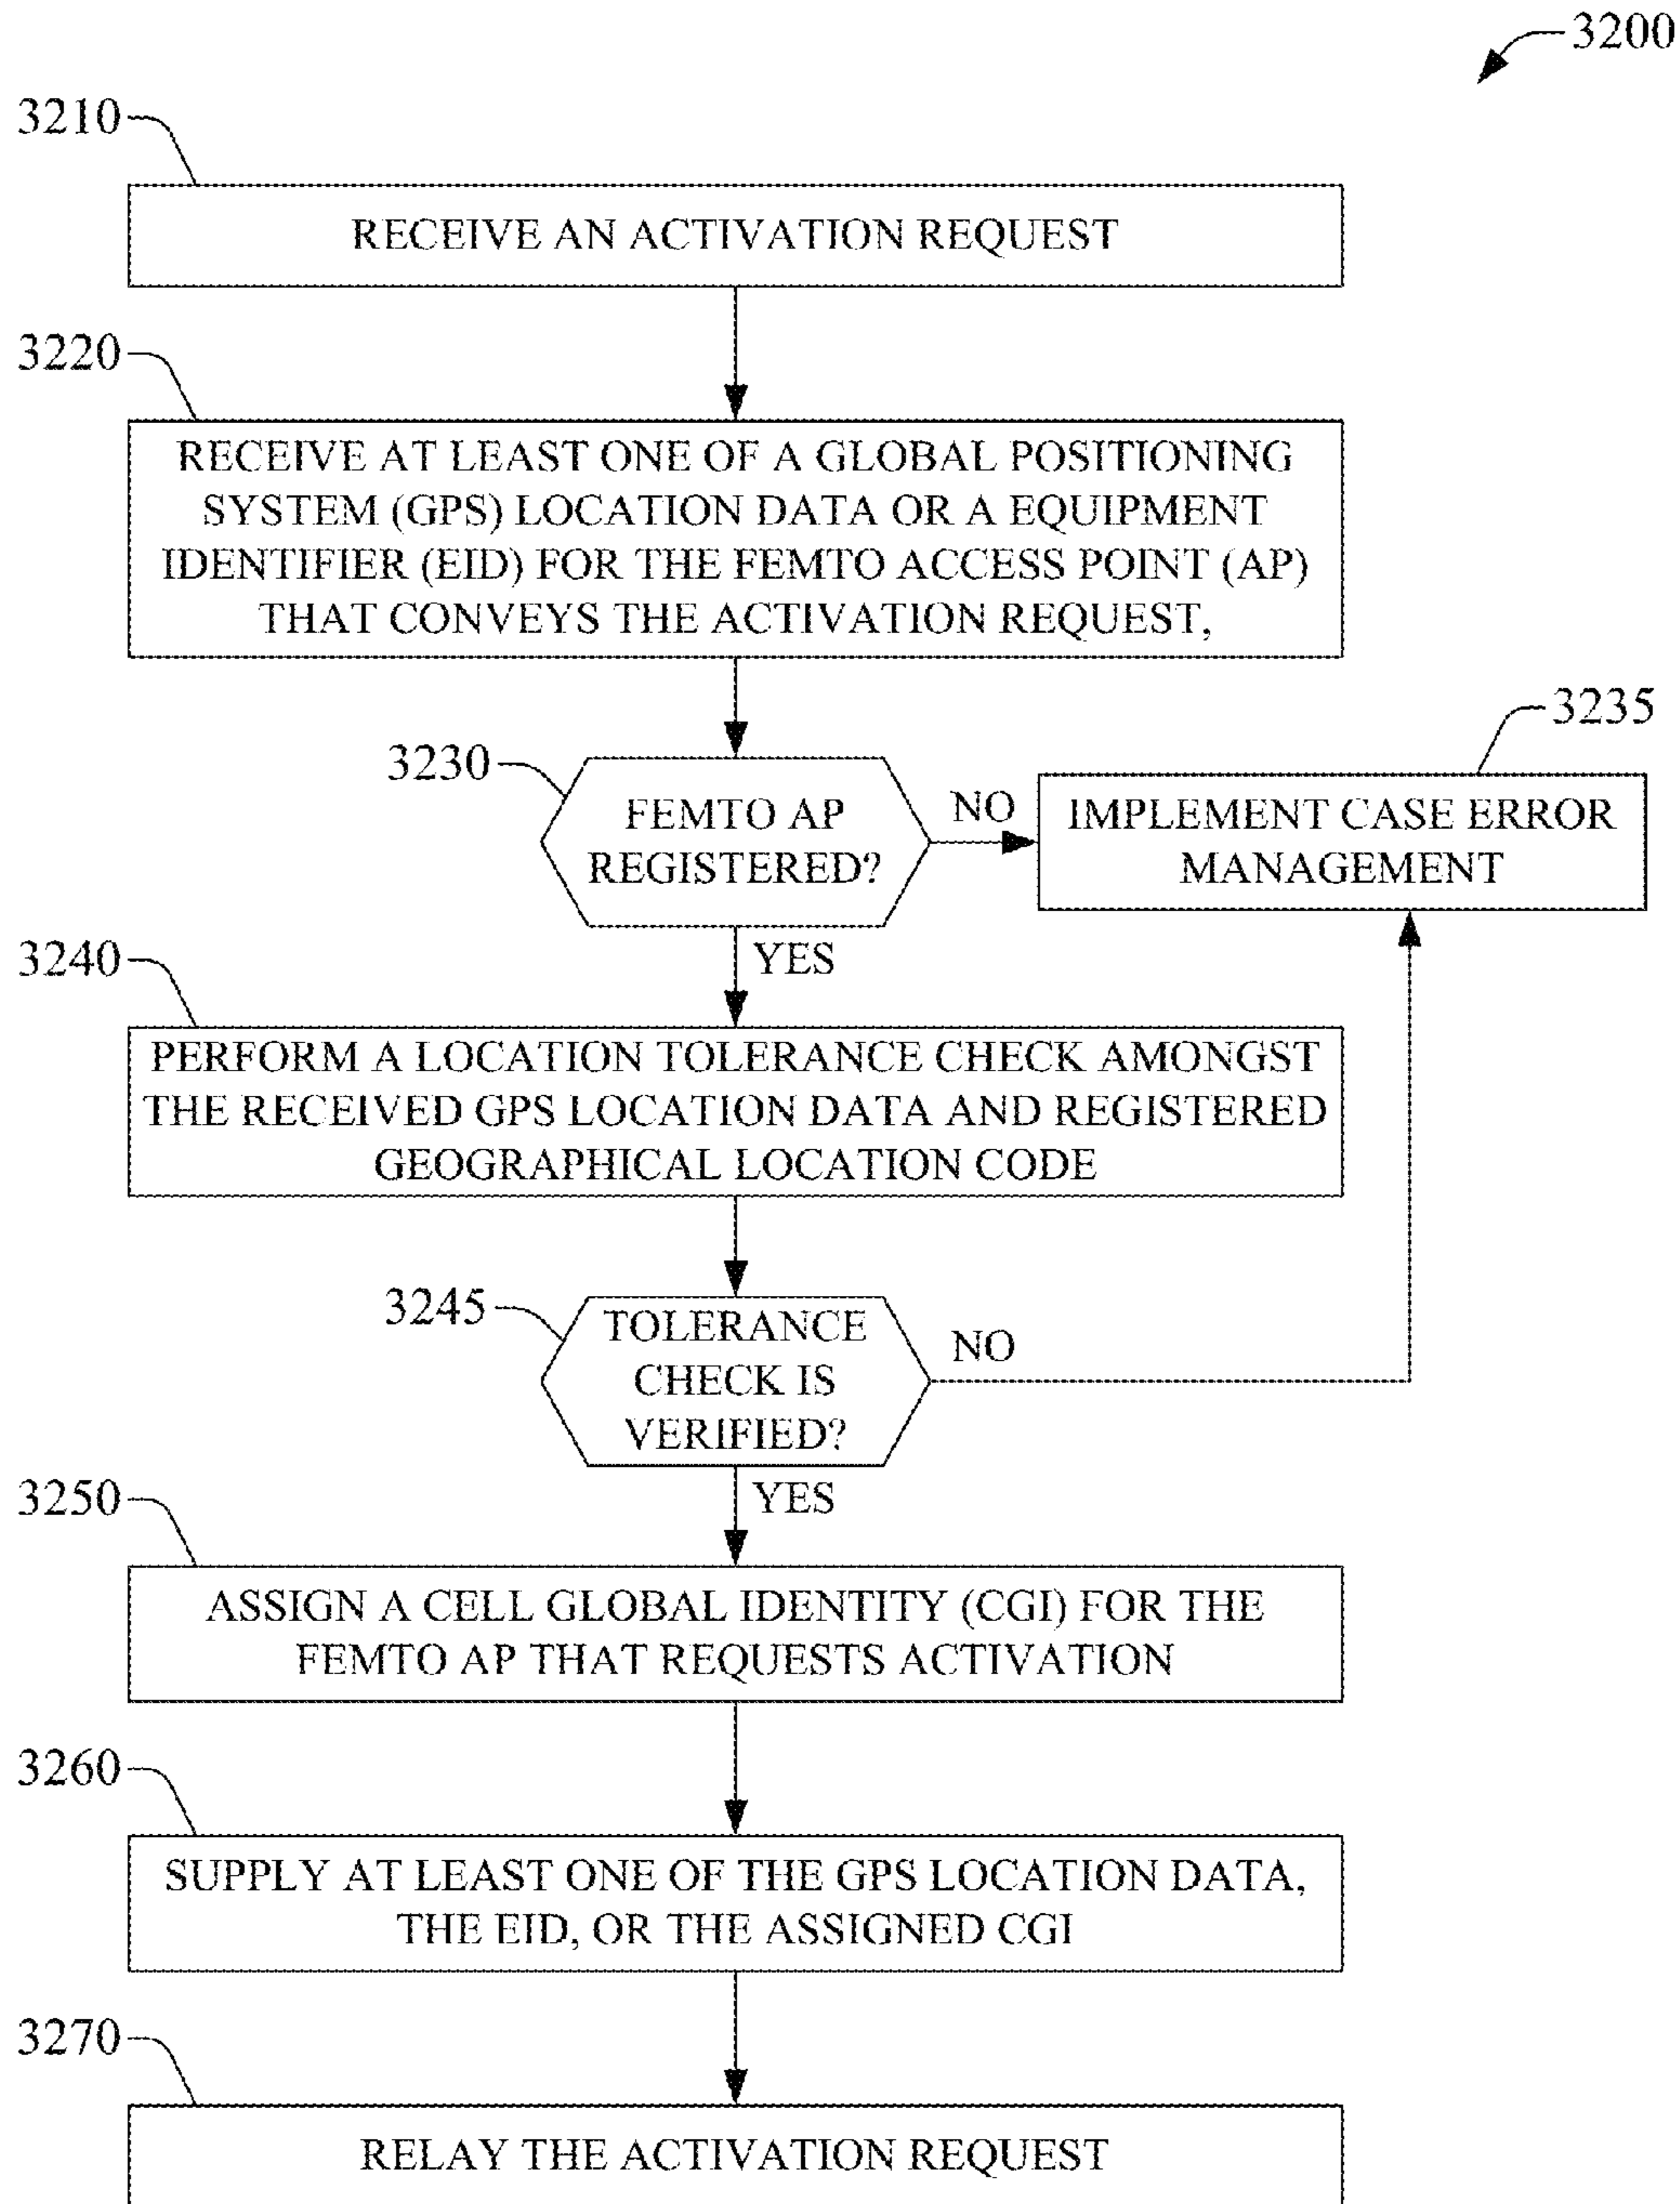 3200
3210
RECEIVE AN ACTIVATION REQUEST
3220
RECEIVE AT LEAST ONE OF A GLOBAL POSITIONING
SYSTEM (GPS) LOCATION DATA OR A EQUIPMENT
IDENTIFIER (EID) FOR THE FEMTO ACCESS POINT (AP)
THAT CONVEYS THE ACTIVATION REQUEST,
3230
FEMTO AP
REGISTERED?
NO
3235
IMPLEMENT CASE ERROR
MANAGEMENT
YES
3240
PERFORM A LOCATION TOLERANCE CHECK AMONGST
THE RECEIVED GPS LOCATION DATA AND REGISTERED
GEOGRAPHICAL LOCATION CODE
3245
TOLERANCE
CHECK IS
VERIFIED?
NO
YES
3250
ASSIGN A CELL GLOBAL IDENTITY (CGI) FOR THE
FEMTO AP THAT REQUESTS ACTIVATION
3260
SUPPLY AT LEAST ONE OF THE GPS LOCATION DATA,
THE EID, OR THE ASSIGNED CGI
3270
RELAY THE ACTIVATION REQUEST